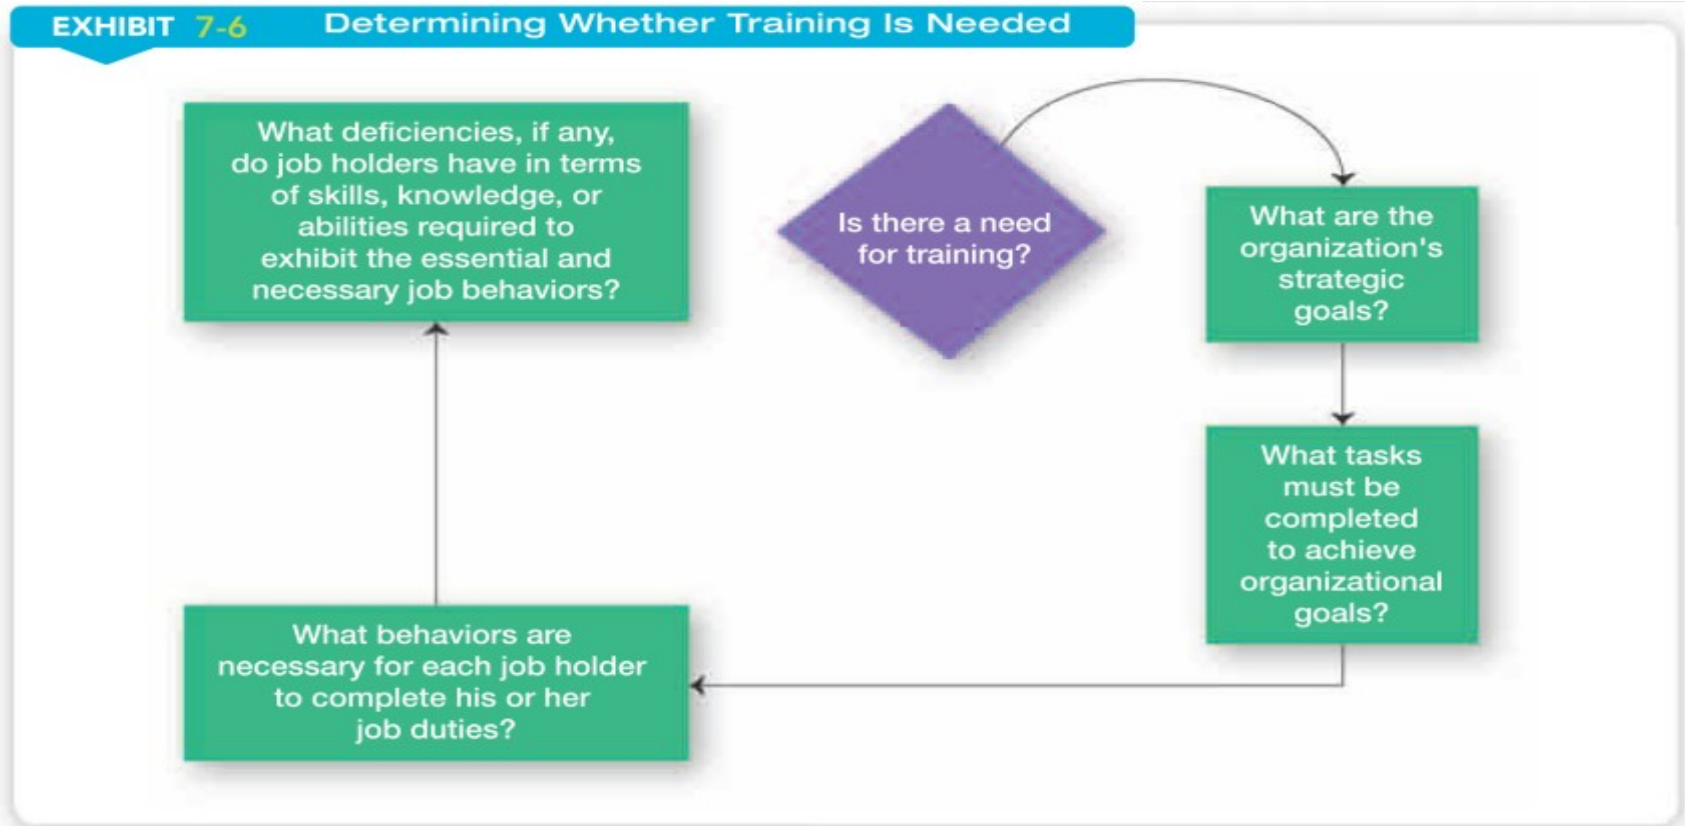 EXHIBIT 7-6 Determining Whether Training Is Needed
What deficiencies, if any,
do job holders have in terms
of skills, knowledge, or
abilities required to
exhibit the essential and
necessary job behaviors?
Is there a need
for training?
What are the
organization's
strategic
goals?
What tasks
must be
completed
to achieve
organizational
goals?
What behaviors are
necessary for each job holder
to complete his or her
job duties?